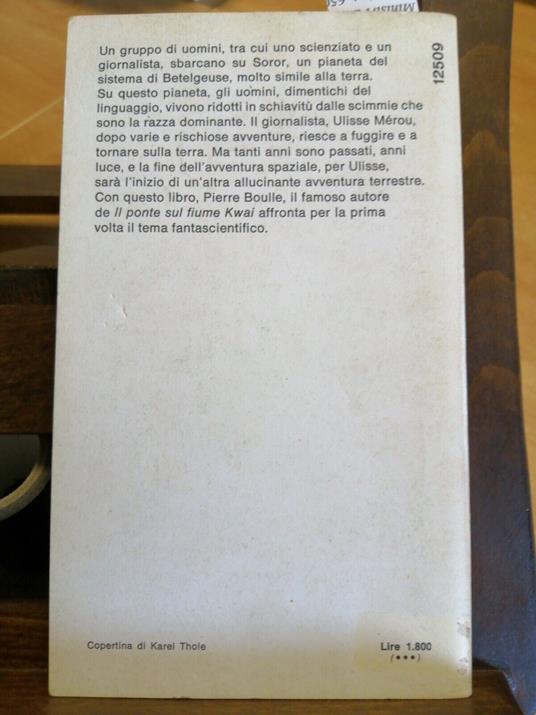 Un gruppo di uomini, tra cui uno scienziato e un
giornalista, sbarcano su Soror, un pianeta del
sistema di Betelgeuse, molto simile alla terra.
Su questo pianeta, gli uomini, dimentichi del
linguaggio, vivono ridotti in schiavitù dalle scimmie che
sono la razza dominante. Il giornalista, Ulisse Mérou,
dopo varie e rischiose avventure, riesce a fuggire e a
tornare sulla terra. Ma tanti anni sono passati, anni
luce, e la fine dell'avventura spaziale, per Ulisse,
sarà l'inizio di un'altra allucinante avventura terrestre.
Con questo libro, Pierre Boulle, il famoso autore
de Il ponte sul fiume Kwai affronta per la prima
volta il tema fantascientifico.
12509
Copertina di Karel Thole
Lire 1.800
(•••)